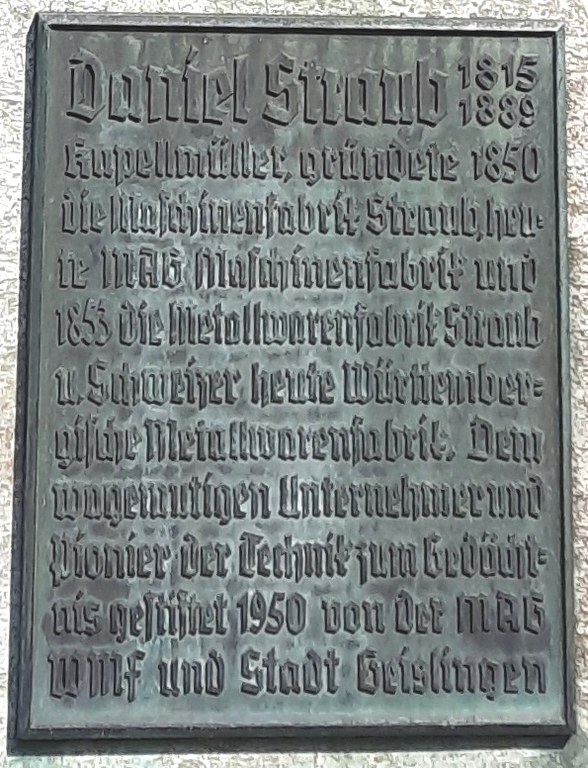 Daniel Straub 1815 1889
Kapellmüller, gründete 1850
die Maschinenfabrik Straub, heu-
te MAG Maschinenfabrik und
1853 die Metallwarenfabrik Straub
u. Schweizer heute Württember-
gische Metallwarenfabrik. Dem
wagemutigen Unternehmer und
Pionier der Technik zum Gedächt-
nis gestiftet 1950 von der MAG
WMF und Stadt Geislingen